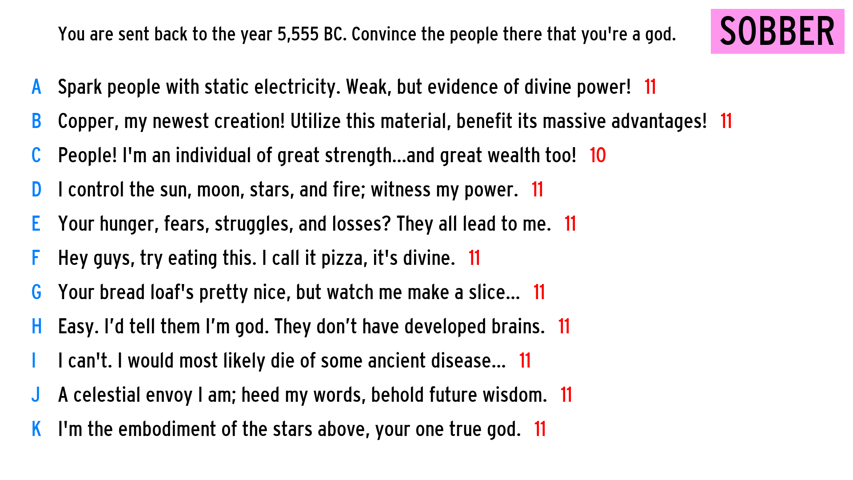 You are sent back to the year 5,555 BC. Convince the people there that you're a god.
SOBBER
A Spark people with static electricity. Weak, but evidence of divine power! 11
B Copper, my newest creation! Utilize this material, benefit its massive advantages! 11
C People! I'm an individual of great strength...and great wealth too! 10
D I control the sun, moon, stars, and fire; witness my power. 11
E Your hunger, fears, struggles, and losses? They all lead to me. 11
F Hey guys, try eating this. I call it pizza, it's divine. 11
G Your bread loaf's pretty nice, but watch me make a slice... 11
H Easy. I’d tell them I’m god. They don’t have developed brains. 11
I I can't. I would most likely die of some ancient disease... 11
J A celestial envoy I am; heed my words, behold future wisdom. 11
K I'm the embodiment of the stars above, your one true god. 11